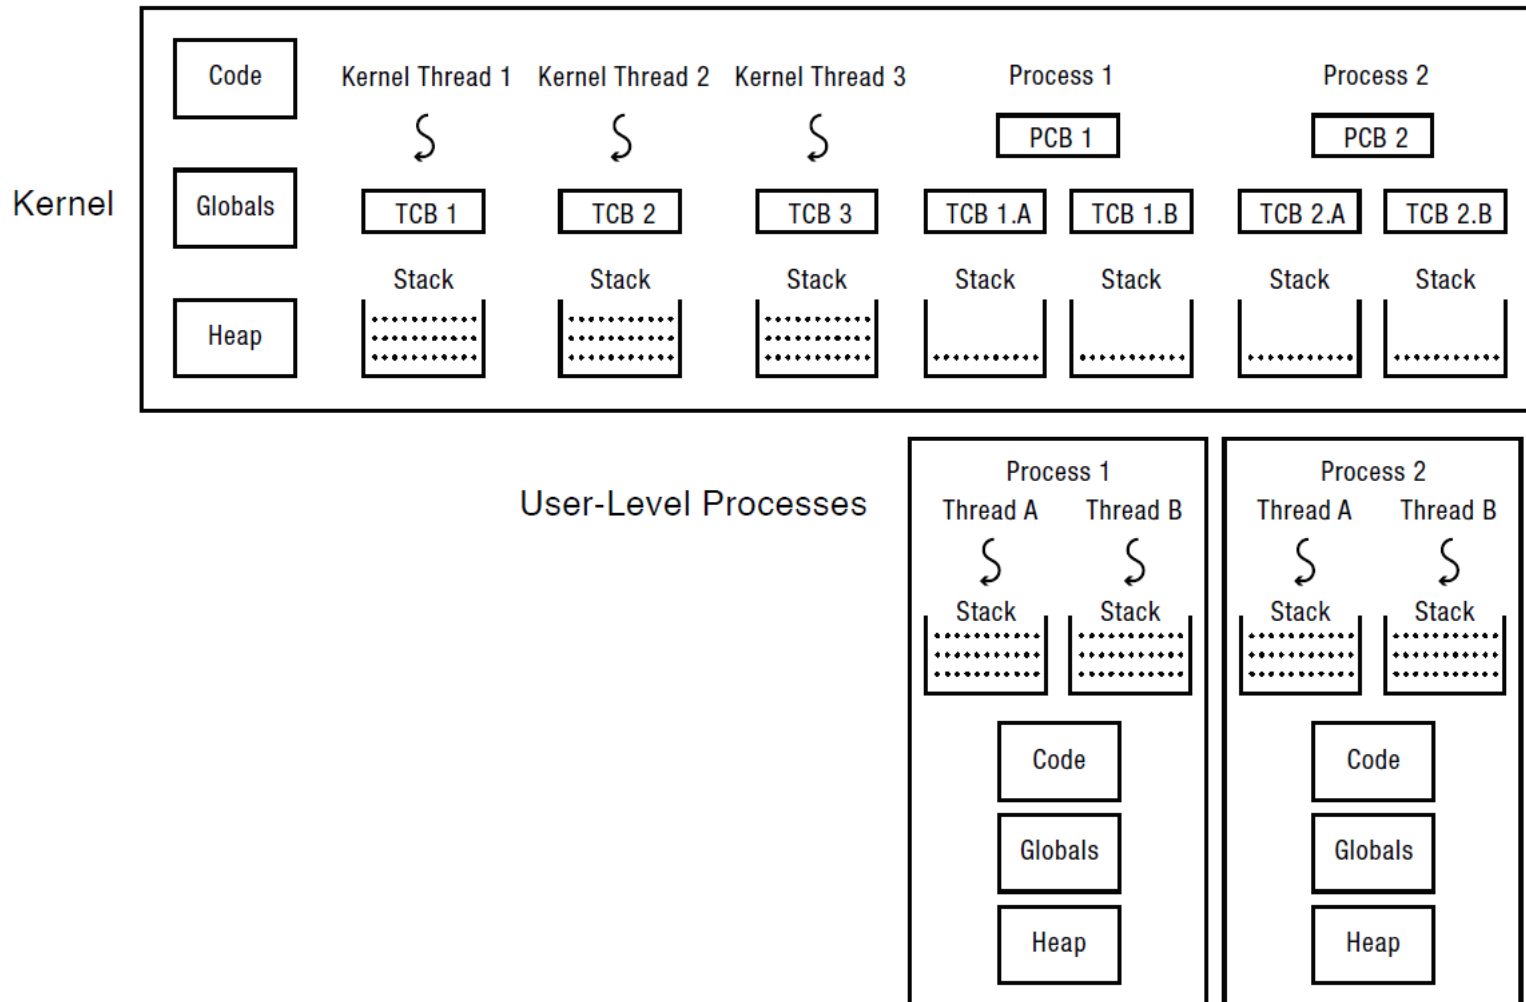 Code
Kernel Thread 1
Kernel Thread 2
Kernel Thread 3
Process 1
Process 2
PCB 1
PCB 2
Kernel
Globals
TCB 1
TCB 2
TCB 3
TCB 1.A
TCB 1.B
TCB 2.A
TCB 2.B
Stack
Stack
Stack
Stack
Stack
Stack
Stack
Heap
User-Level Processes
Process 1
Thread A
Thread B
Stack
Stack
Code
Globals
Heap
Process 2
Thread A
Thread B
Stack
Stack
Code
Globals
Heap